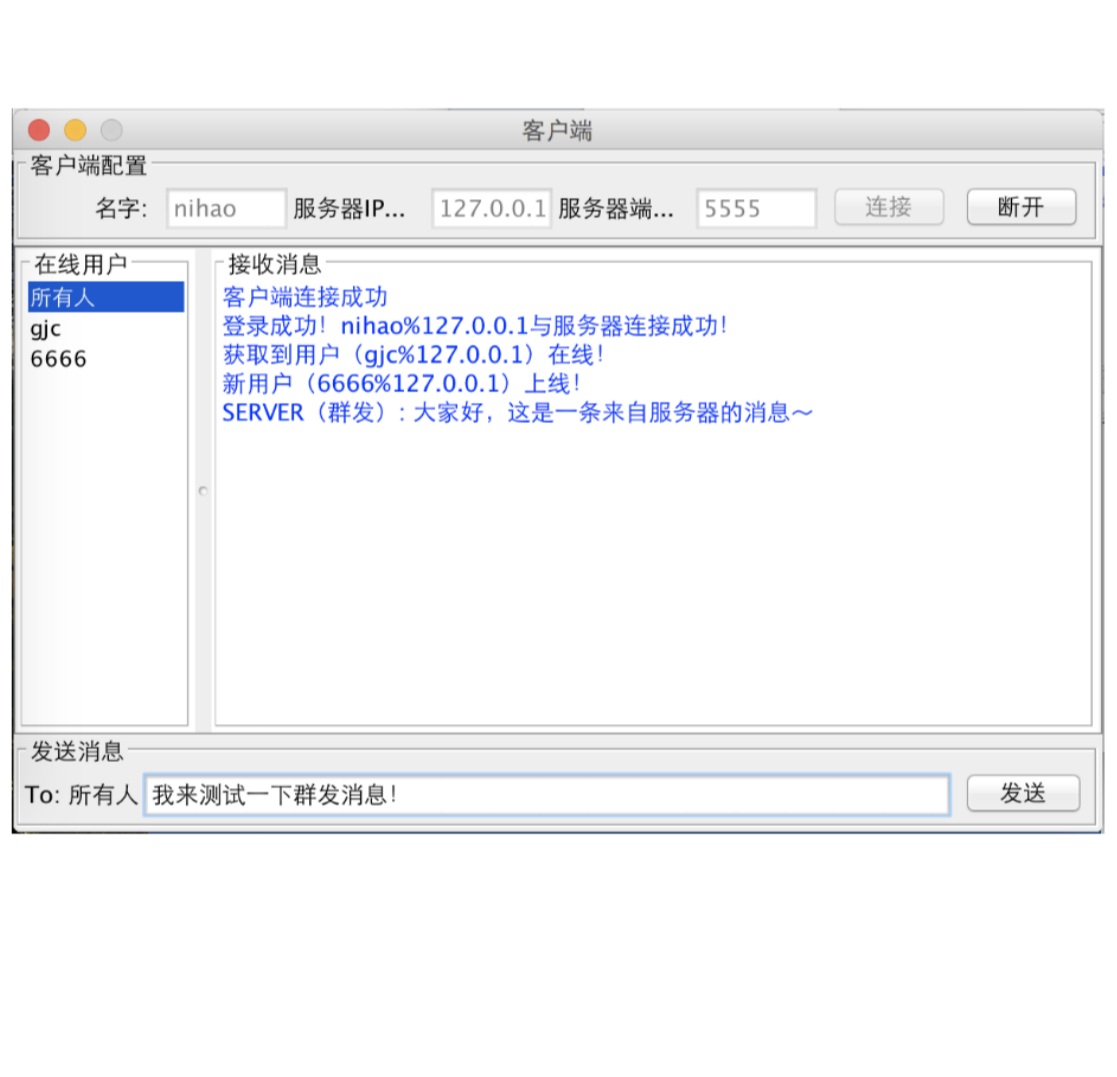 客户端
客户端配置
名字: nihao 服务器IP... 127.0.0.1 服务器端... 5555 连接 断开
在线用户
所有人
gjc
6666
接收消息
客户端连接成功
登录成功！nihao%127.0.0.1与服务器连接成功！
获取到用户（gjc%127.0.0.1）在线！
新用户（6666%127.0.0.1）上线！
SERVER（群发）: 大家好，这是一条来自服务器的消息～
发送消息
To: 所有人 我来测试一下群发消息！ 发送